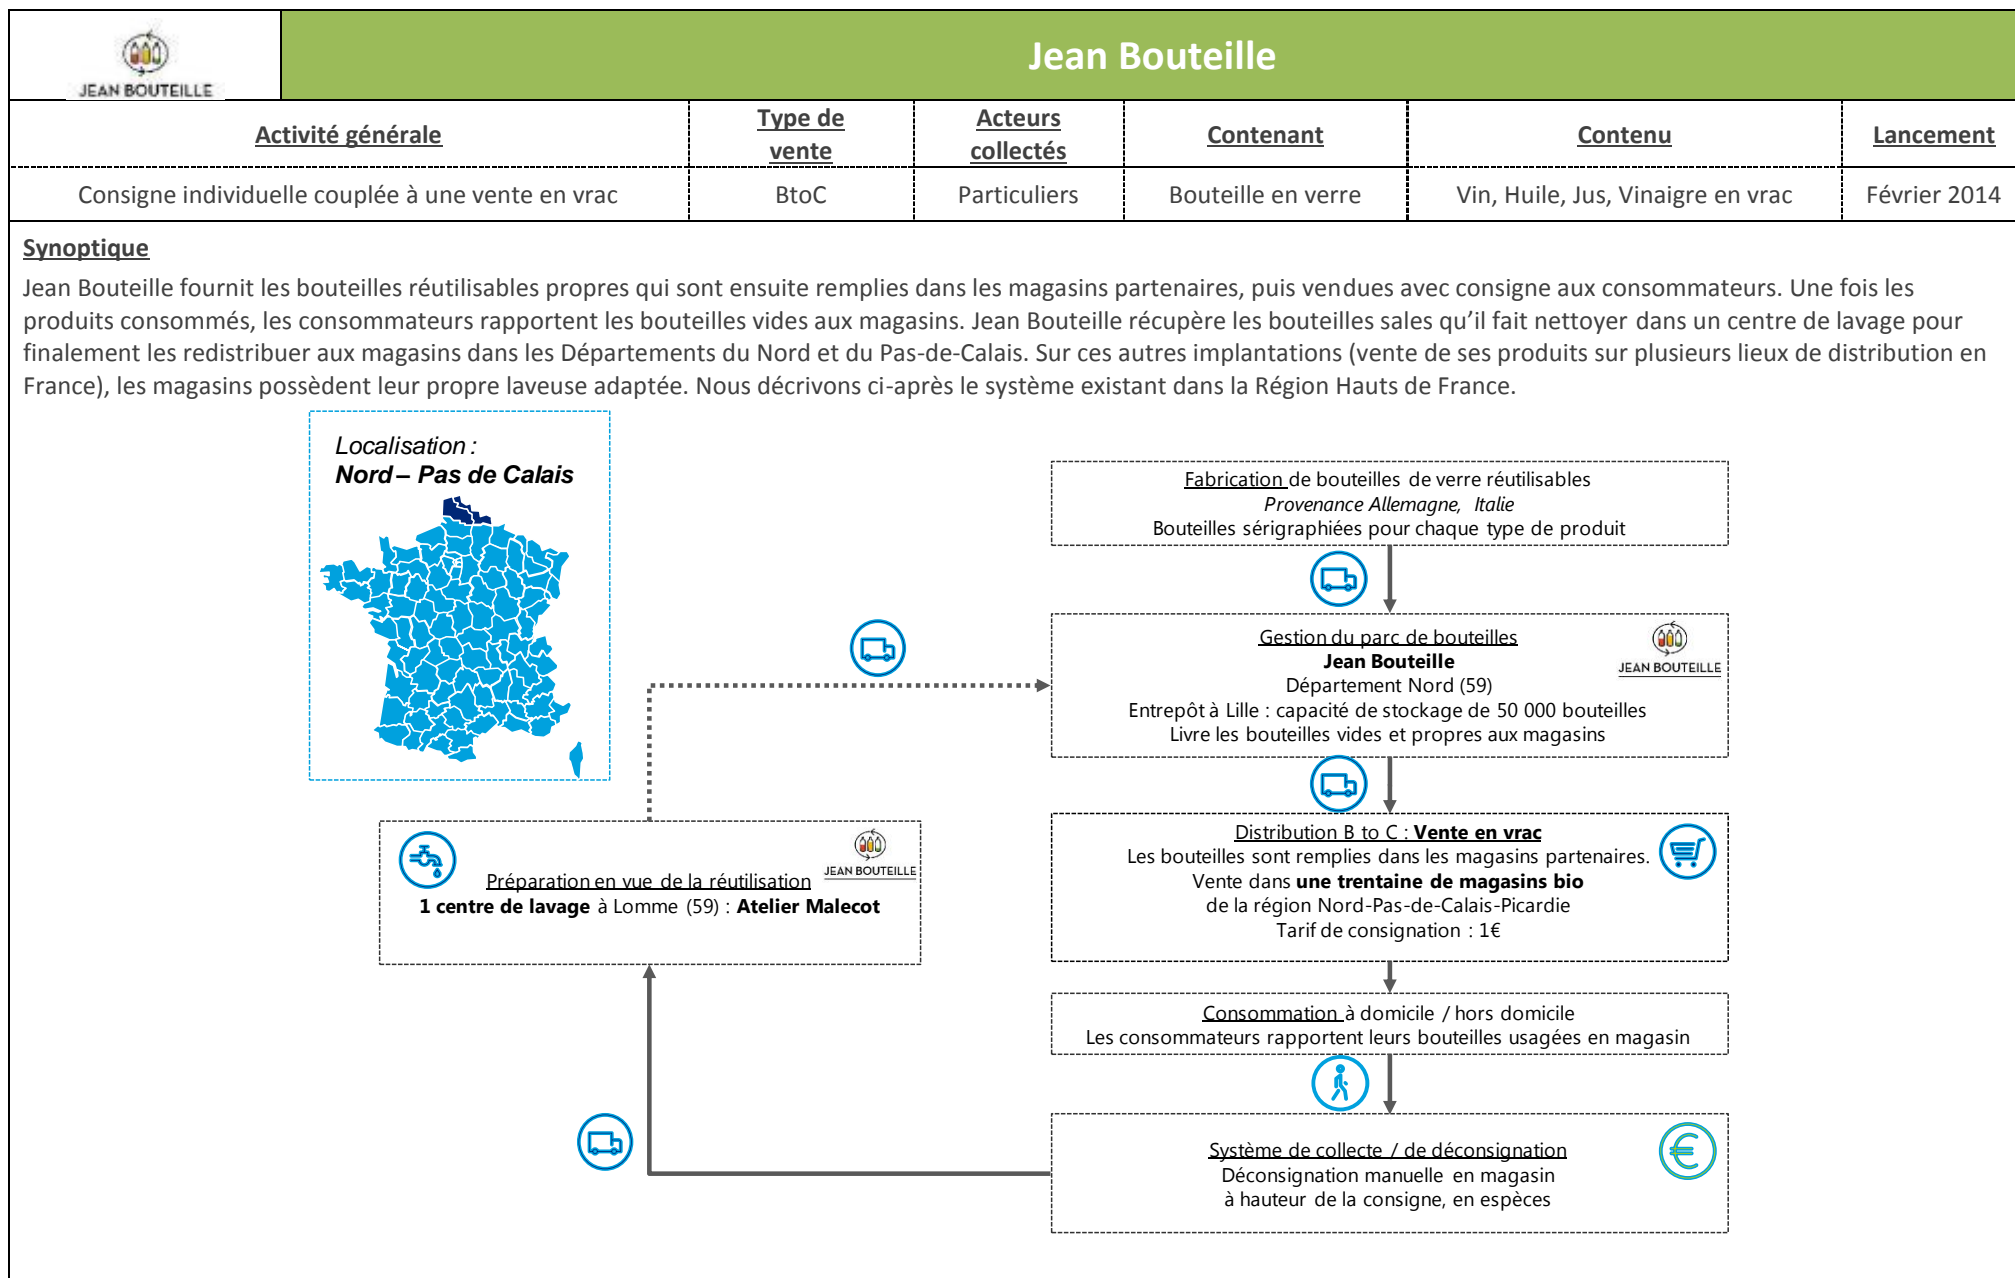 JEAN BOUTEILLE
Jean Bouteille
Activité générale
Type de
vente
Acteurs
collectés
Contenant
Contenu
Lancement
Consigne individuelle couplée à une vente en vrac
BtoC
Particuliers
Bouteille en verre
Vin, Huile, Jus, Vinaigre en vrac
Février 2014
Synoptique
Jean Bouteille fournit les bouteilles réutilisables propres qui sont ensuite remplies dans les magasins partenaires, puis vendues avec consigne aux consommateurs. Une fois les
produits consommés, les consommateurs rapportent les bouteilles vides aux magasins. Jean Bouteille récupère les bouteilles sales qu’il fait nettoyer dans un centre de lavage pour
finalement les redistribuer aux magasins dans les Départements du Nord et du Pas-de-Calais. Sur ces autres implantations (vente de ses produits sur plusieurs lieux de distribution en
France), les magasins possèdent leur propre laveuse adaptée. Nous décrivons ci-après le système existant dans la Région Hauts de France.
Localisation :
Nord – Pas de Calais
Fabrication de bouteilles de verre réutilisables
Provenance Allemagne, Italie
Bouteilles sérigraphiées pour chaque type de produit
Gestion du parc de bouteilles
Jean Bouteille
Département Nord (59)
Entrepôt à Lille : capacité de stockage de 50 000 bouteilles
Livre les bouteilles vides et propres aux magasins
JEAN BOUTEILLE
Distribution B to C : Vente en vrac
Les bouteilles sont remplies dans les magasins partenaires.
Vente dans une trentaine de magasins bio
de la région Nord-Pas-de-Calais-Picardie
Tarif de consignation : 1€
JEAN BOUTEILLE
Préparation en vue de la réutilisation
1 centre de lavage à Lomme (59) : Atelier Malecot
Consommation à domicile / hors domicile
Les consommateurs rapportent leurs bouteilles usagées en magasin
Système de collecte / de déconsignation
Déconsignation manuelle en magasin
à hauteur de la consigne, en espèces
€